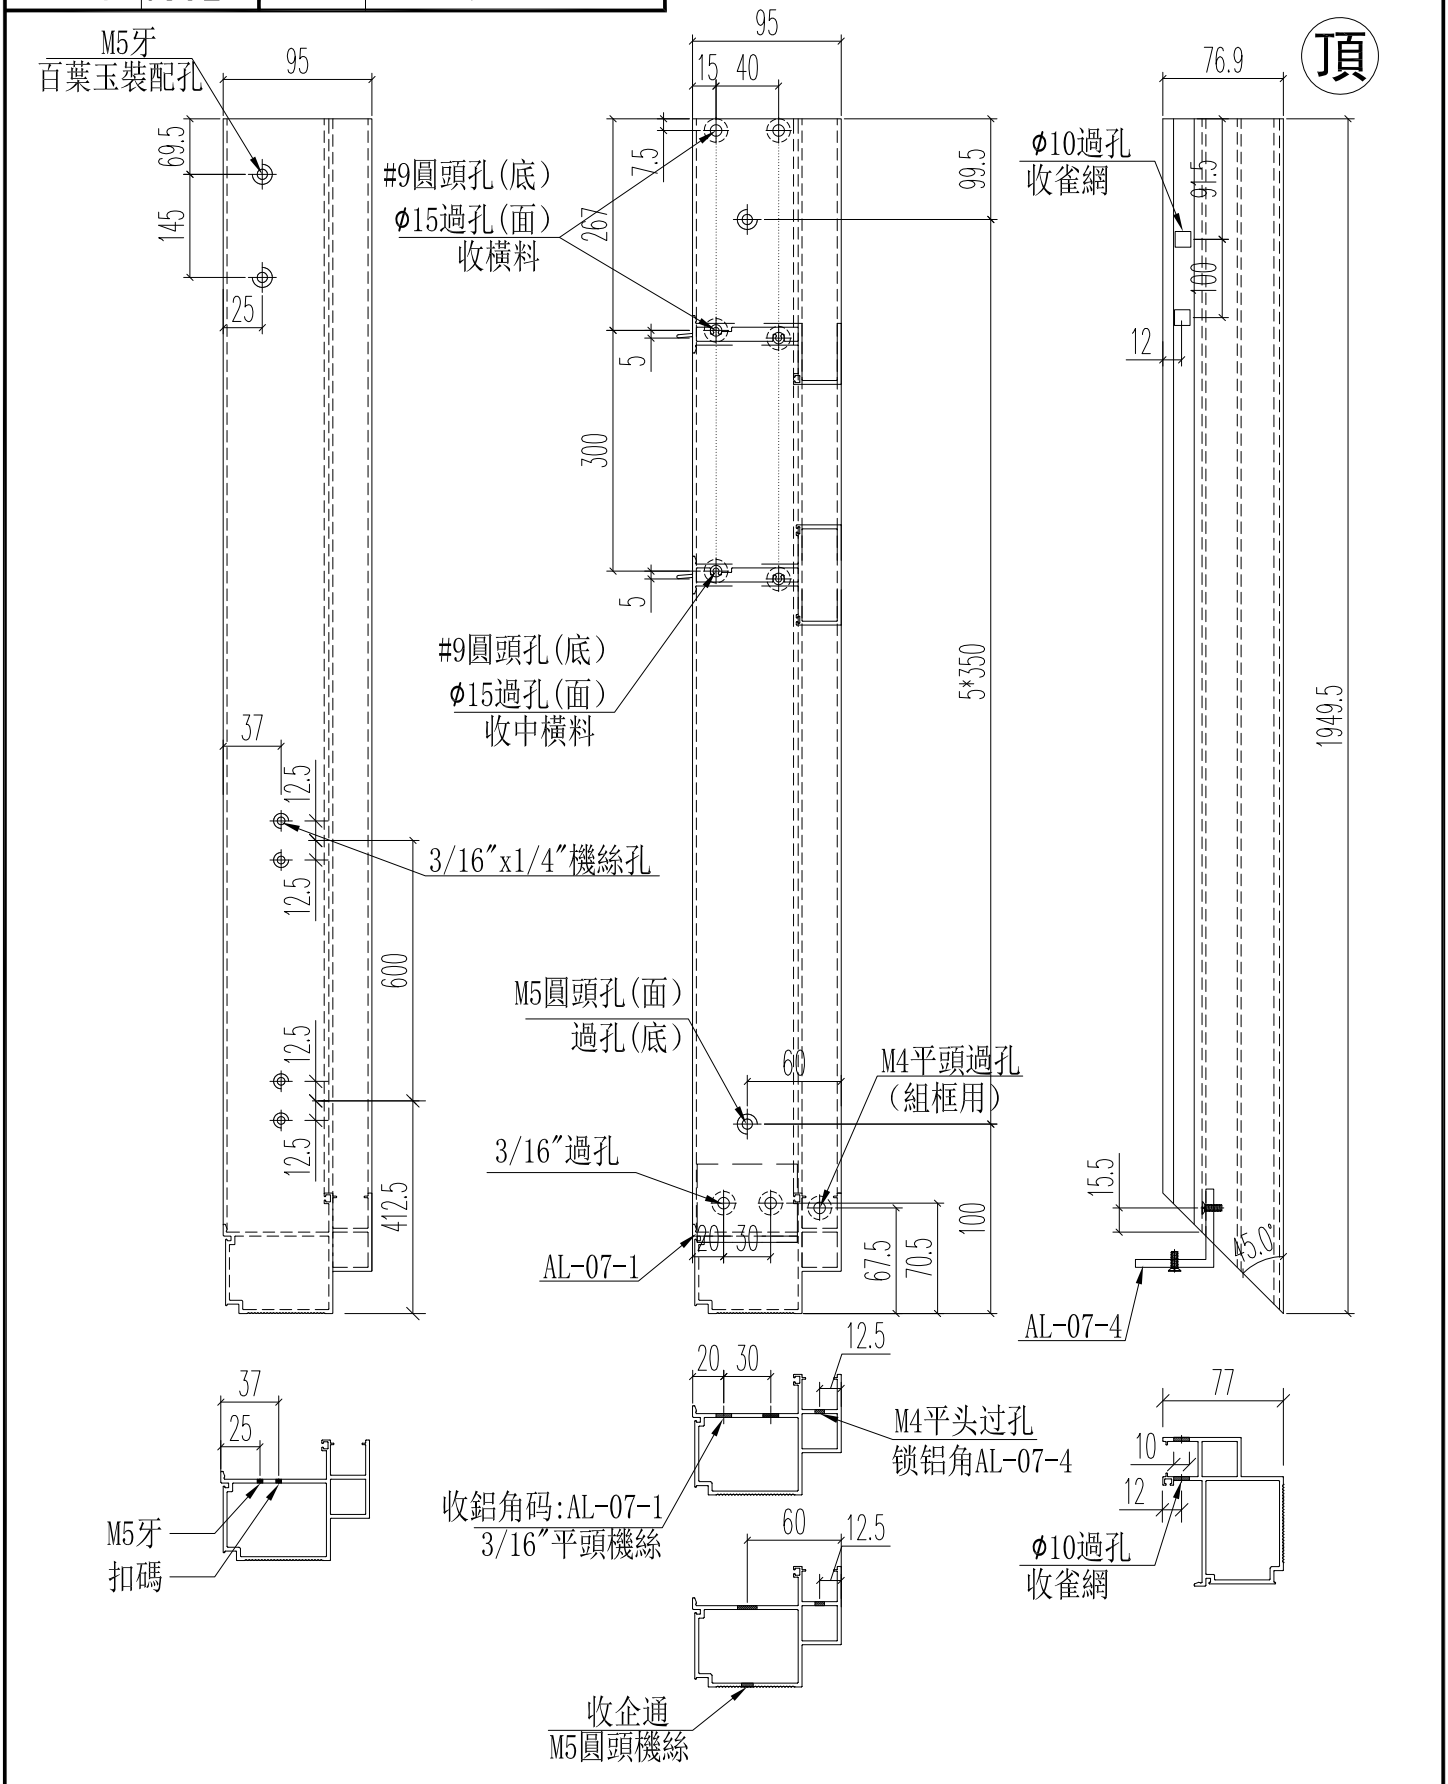 頂
M5牙
百葉玉裝配孔
95
69.5
145
25
37
12.5
12.5
3/16"x1/4"機絲孔
600
12.5
12.5
412.5
95
15
40
7.5
#9圓頭孔(底)
ϕ15過孔(面)
收橫料
267
5
300
5
#9圓頭孔(底)
ϕ15過孔(面)
收中橫料
99.5
5*350
M5圓頭孔(面)
過孔(底)
60
M4平頭過孔
(組框用)
3/16"過孔
20
30
AL-07-1
67.5
70.5
100
76.9
ϕ10過孔
收雀網
91.5
100
12
1949.5
15.5
45.0°
AL-07-4
37
25
M5牙
扣碼
20
30
12.5
M4平头过孔
锁铝角AL-07-4
收鋁角码:AL-07-1
3/16"平頭機絲
60
12.5
收企通
M5圓頭機絲
77
10
12
ϕ10過孔
收雀網